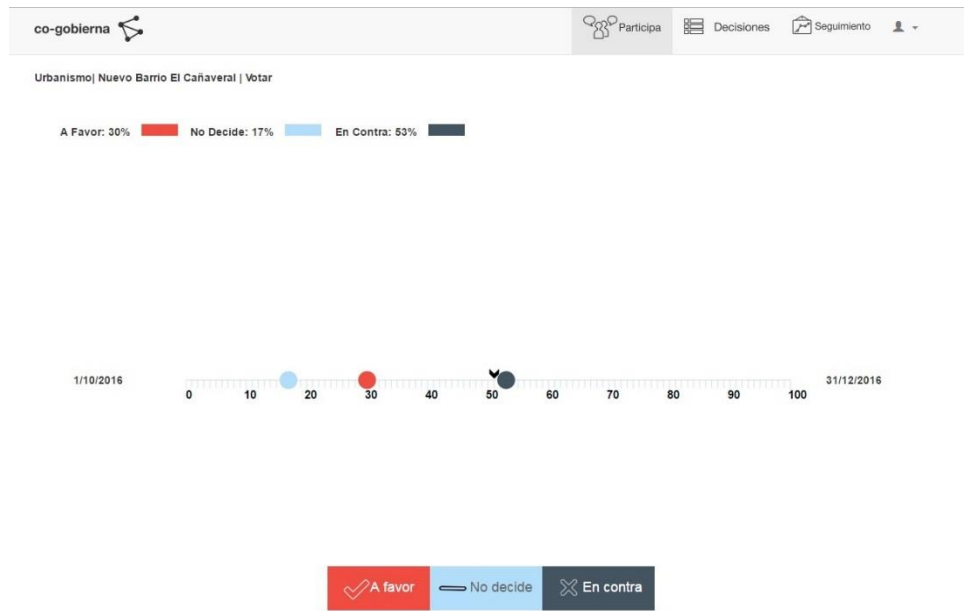 co-gobierna
Participa
Decisiones
Seguimiento
Urbanismo| Nuevo Barrio El Cañaveral | Votar
A Favor: 30% No Decide: 17% En Contra: 53%
1/10/2016 31/12/2016
0 10 20 30 40 50 60 70 80 90 100
A favor No decide En contra